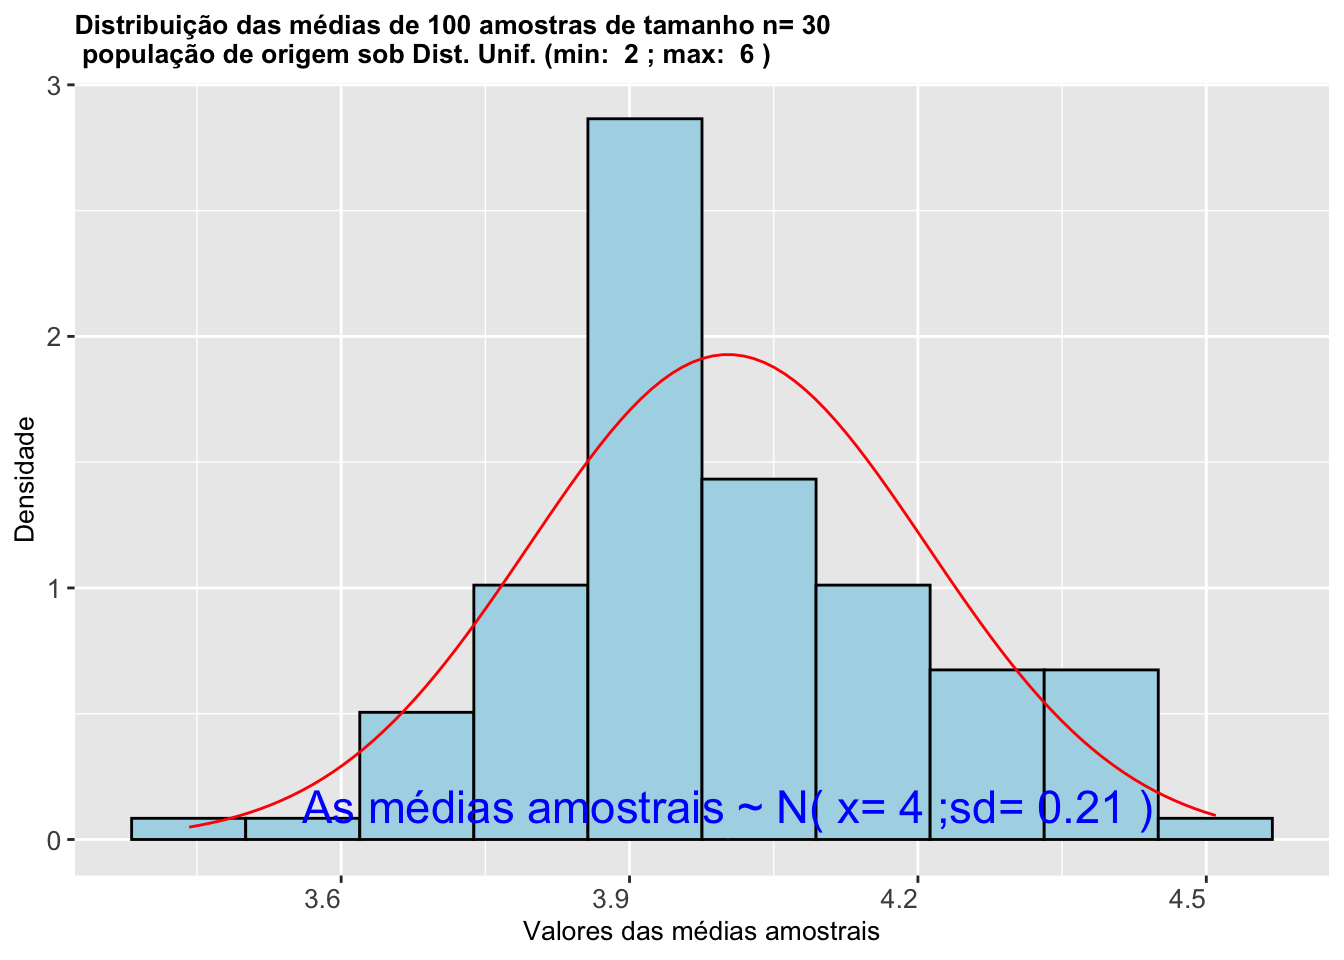 Distribuição das médias de 100 amostras de tamanho n= 30
população de origem sob Dist. Unif. (min:  2 ; max:  6 )
3
2
1
0
Densidade
As médias amostrais ~ N( x= 4 ;sd= 0.21 )
3.6
3.9
4.2
4.5
Valores das médias amostrais